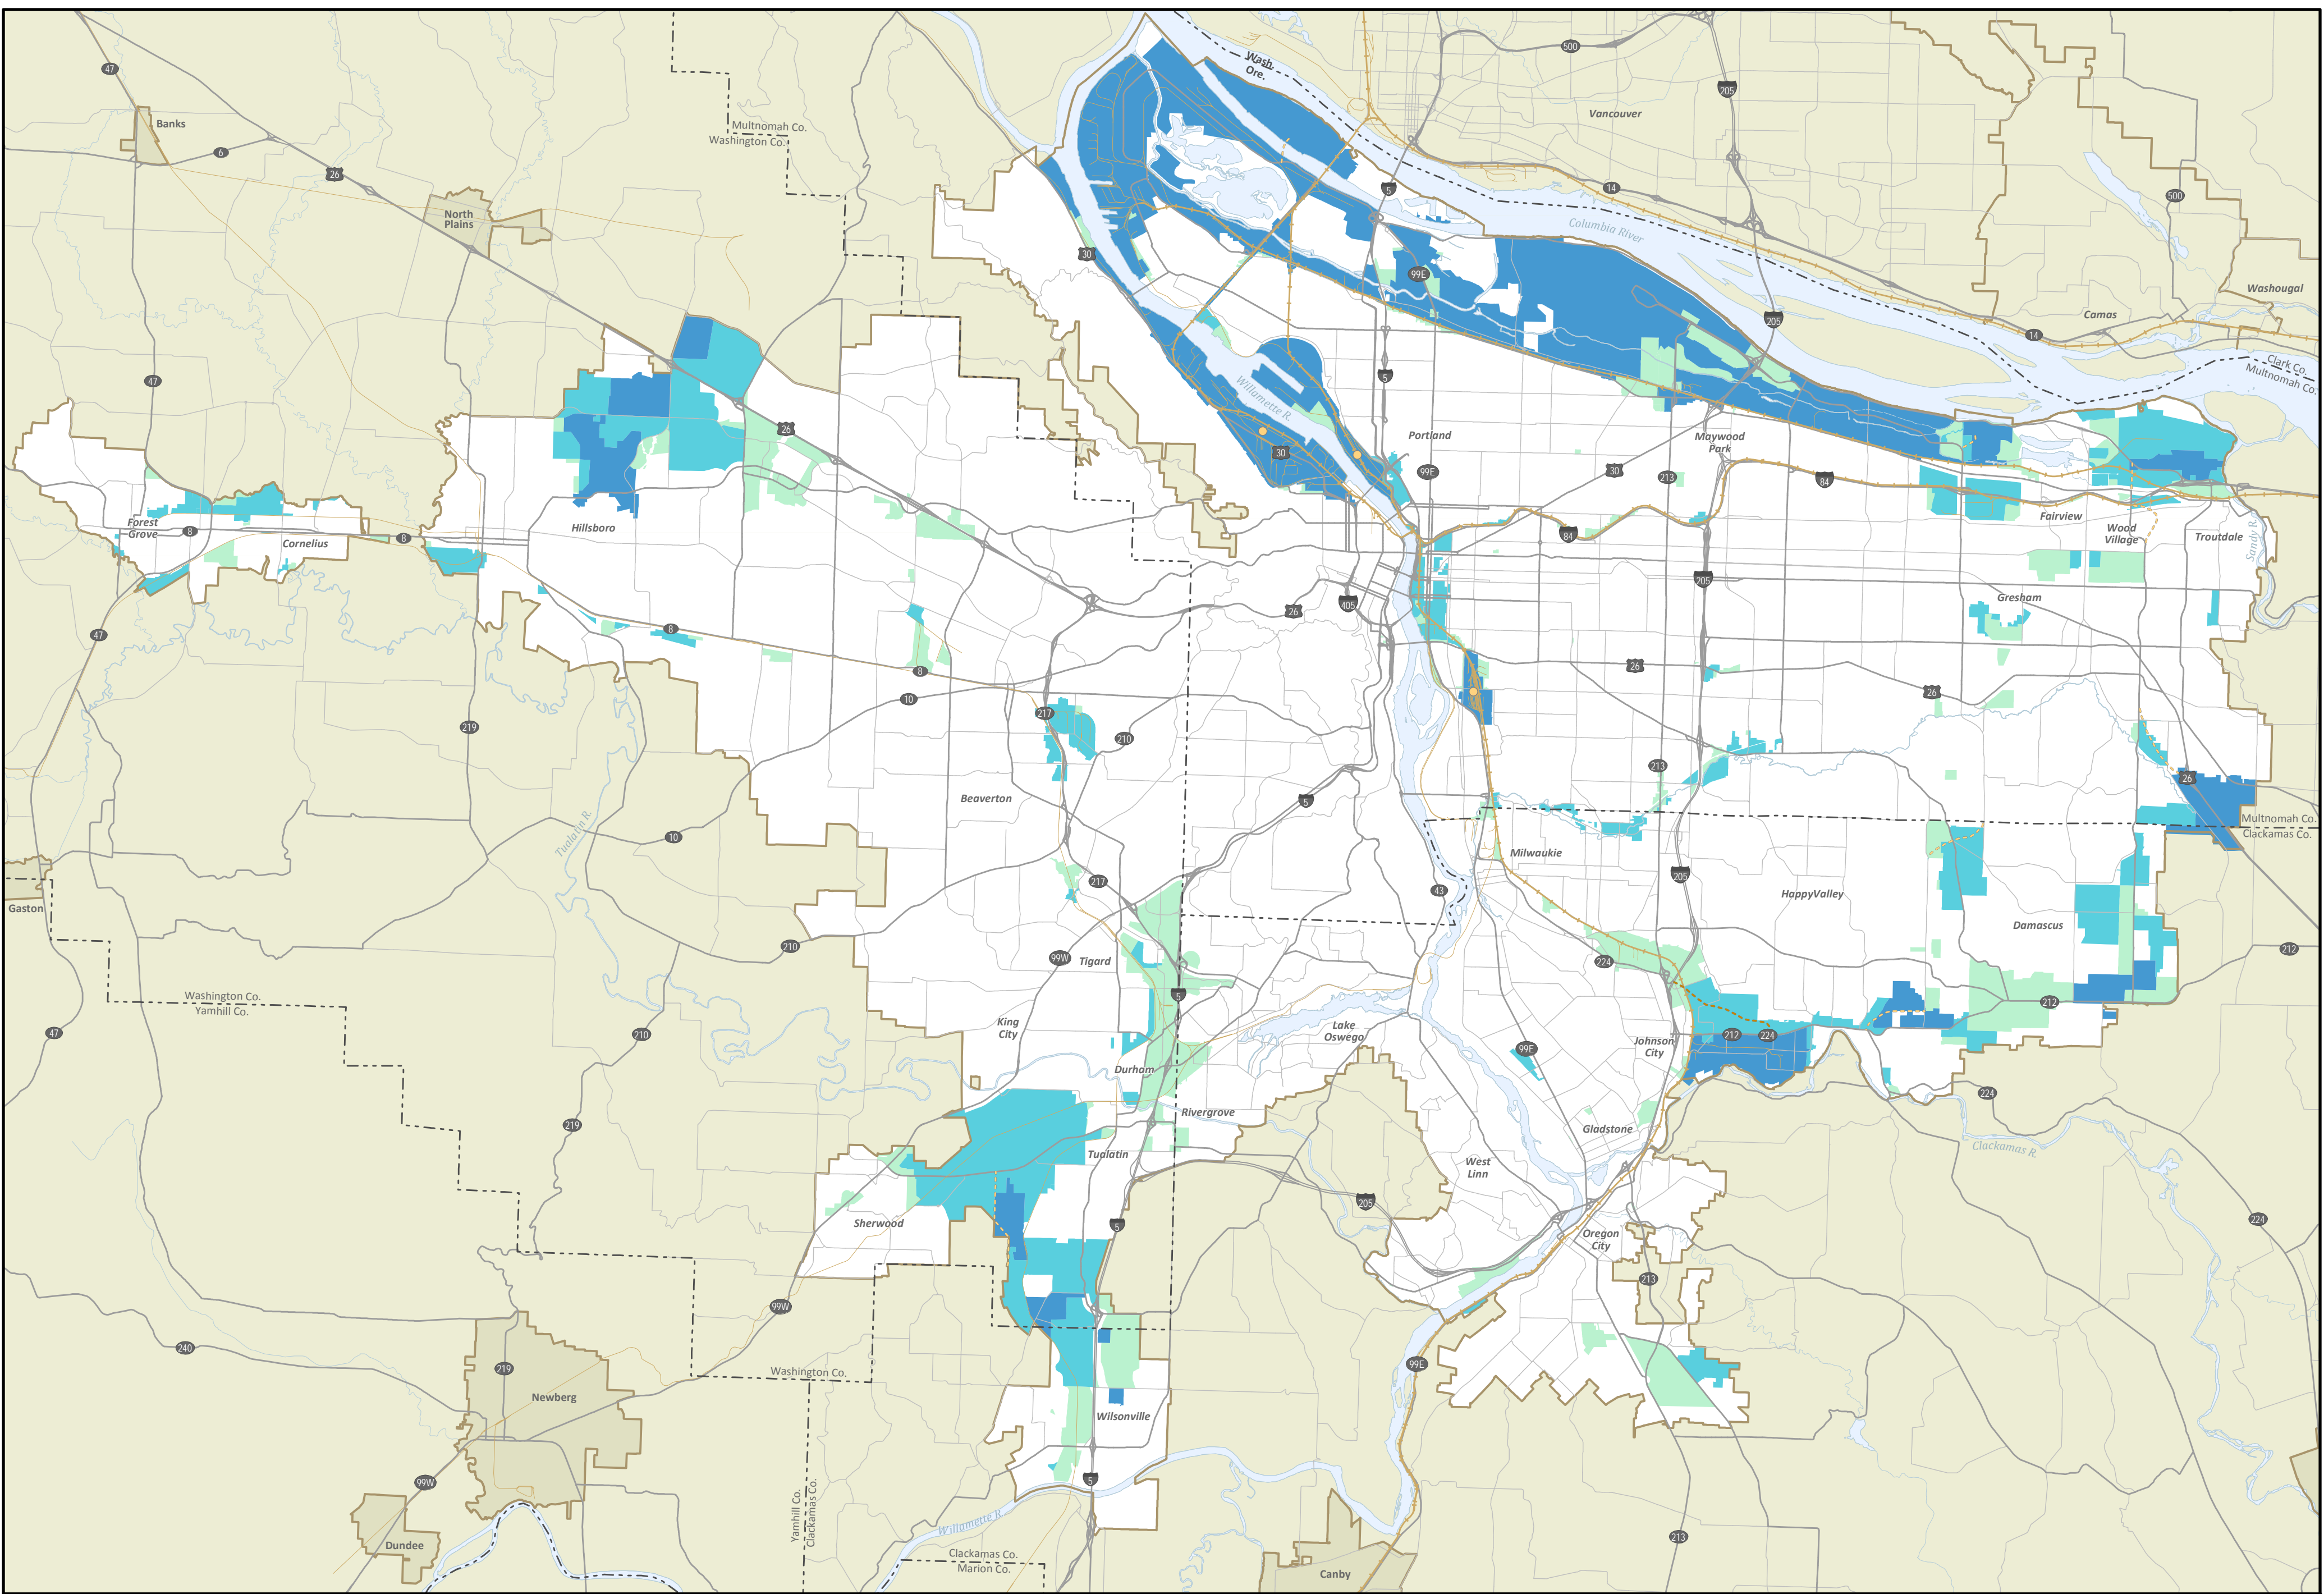 Wash.
Ore.
500
205
47
Banks
Vancouver
Multnomah Co.
Washington Co.
6
26
14
5
500
North
Plains
Columbia River
30
99E
Washougal
Camas
205
14
Clark Co.
Multnomah Co.
47
5
Willamette R.
26
Portland
Maywood
Park
30
99E
30
213
84
Forest
Grove
8
Cornelius
8
Hillsboro
84
Fairview
Wood
Village
Troutdale
Sandy R.
205
26
405
Gresham
47
8
8
10
26
26
219
217
210
213
26
Beaverton
5
Tualatin R.
10
Multnomah Co.
Clackamas Co.
Milwaukie
217
43
205
HappyValley
Gaston
Damascus
210
99W
Tigard
224
212
Washington Co.
Yamhill Co.
5
212
47
210
King
City
Lake
Oswego
99E
Johnson
City
212
224
Durham
224
219
Rivergrove
Gladstone
Clackamas R.
Tualatin
West
Linn
205
Sherwood
5
Oregon
City
224
213
99W
240
219
Washington Co.
99E
Newberg
Wilsonville
99W
5
Yamhill Co.
Clackamas Co.
Willamette R
213
Dundee
Clackamas Co.
Marion Co.
Canby